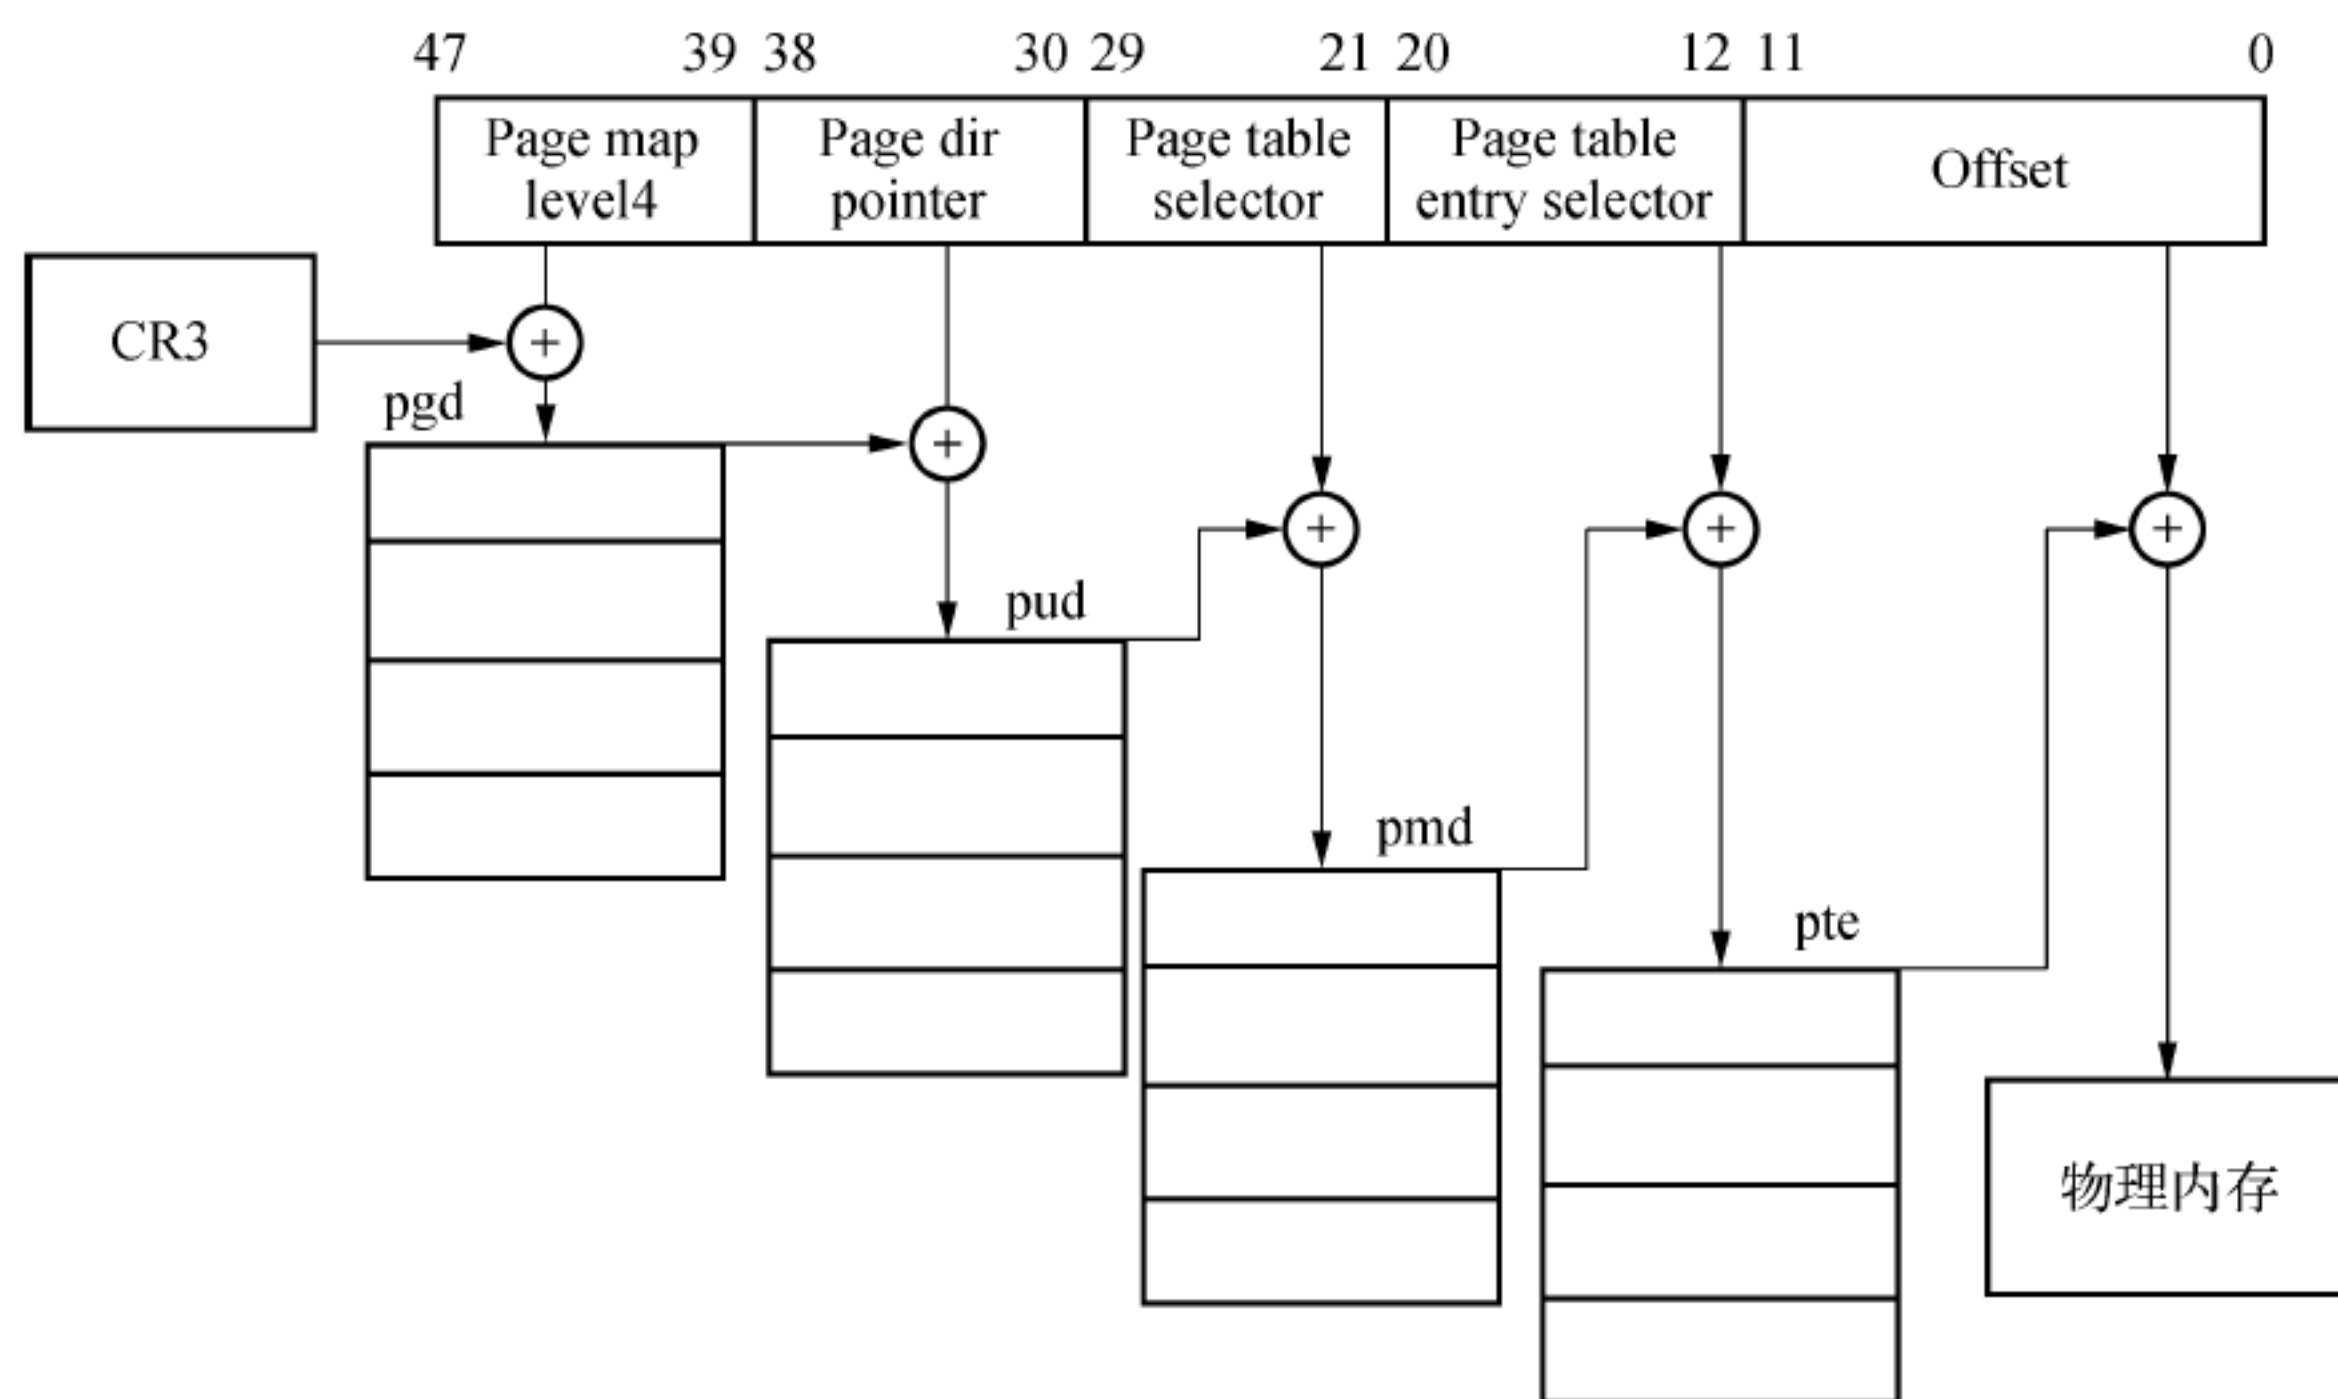 47 39 38 30 29 21 20 12 11 0
Page map
level4
Page dir
pointer
Page table
selector
Page table
entry selector
Offset
CR3
+
pgd
+
+
+
+
pud
pmd
pte
物理内存